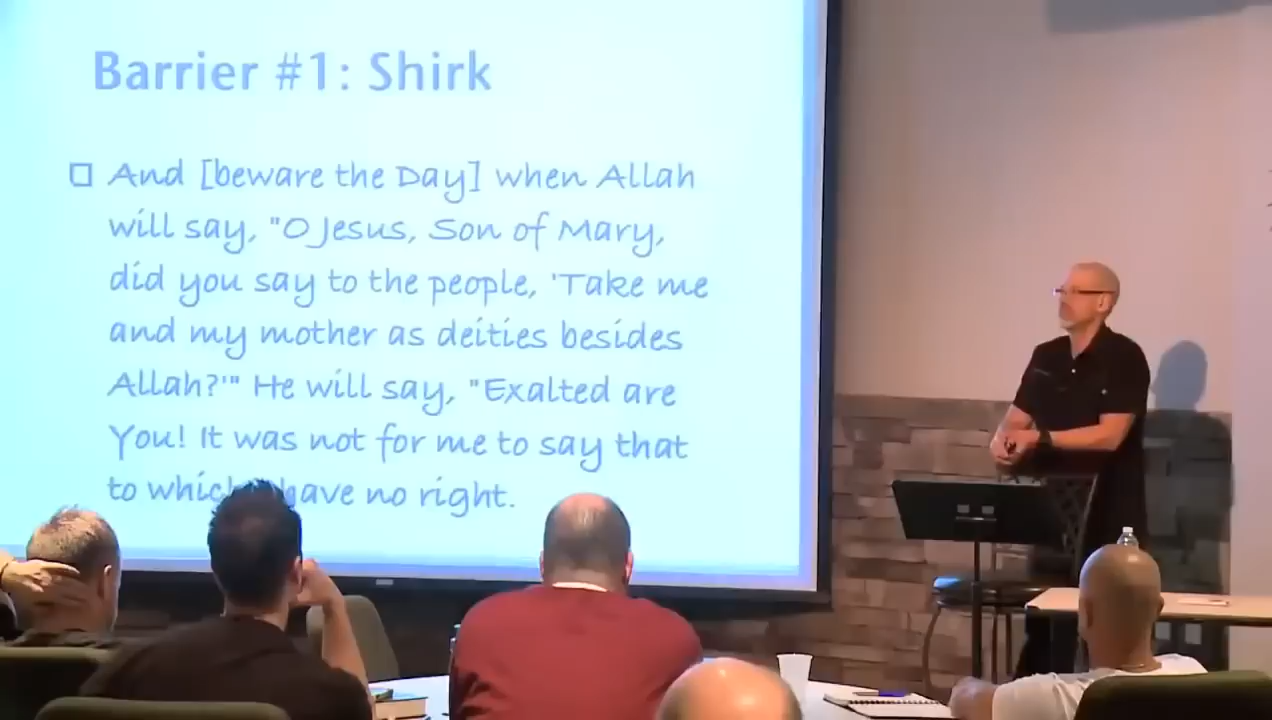 Barrier #1: Shirk
And [beware the Day] when Allah
will say, "O Jesus, Son of Mary,
did you say to the people, 'Take me
and my mother as deities besides
Allah?'" He will say, "Exalted are
You! It was not for me to say that
to which have no right.